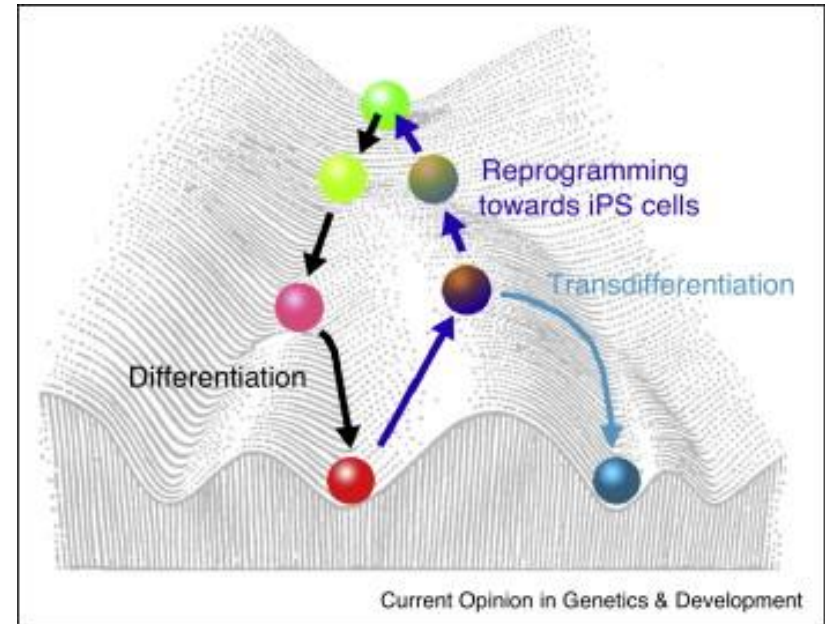 Reprogramming
towards iPS cells
Transdifferentiation
Differentiation
Current Opinion in Genetics & Development